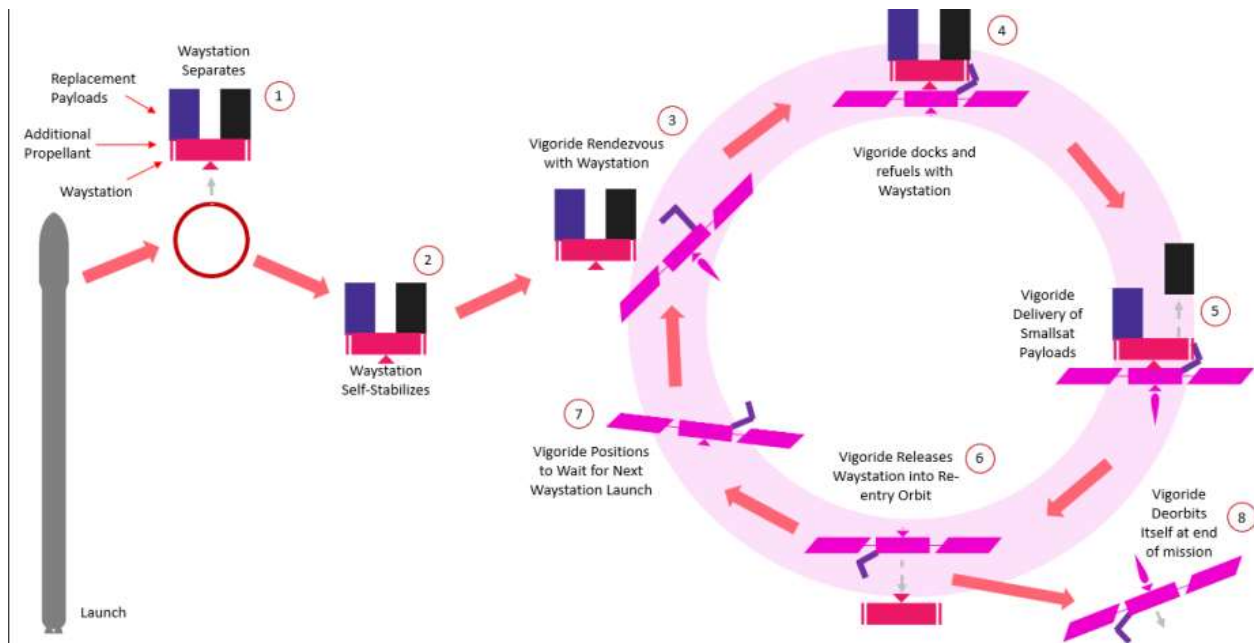 Waystation
Separates
1
Replacement
Payloads
Additional
Propellant
Waystation
Launch
2
Waystation
Self-Stabilizes
3
Vigoride Rendezvous
with Waystation
4
Vigoride docks and
refuels with
Waystation
5
Vigoride
Delivery of
Smallsat
Payloads
6
Vigoride Releases
Waystation into Re-
entry Orbit
7
Vigoride Positions
to Wait for Next
Waystation Launch
8
Vigoride
Deorbits
Itself at end
of mission